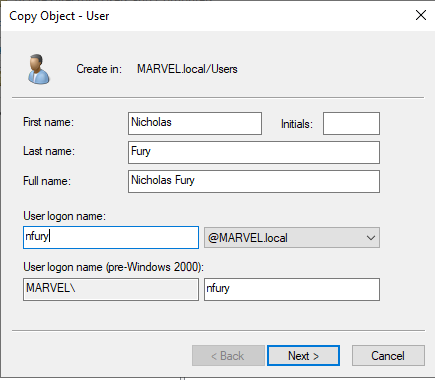 Copy Object - User
Create in: MARVEL.local/Users
First name: Nicholas Initials:
Last name: Fury
Full name: Nicholas Fury
User logon name:
nfury @MARVEL.local
User logon name (pre-Windows 2000):
MARVEL\ nfury
< Back Next > Cancel